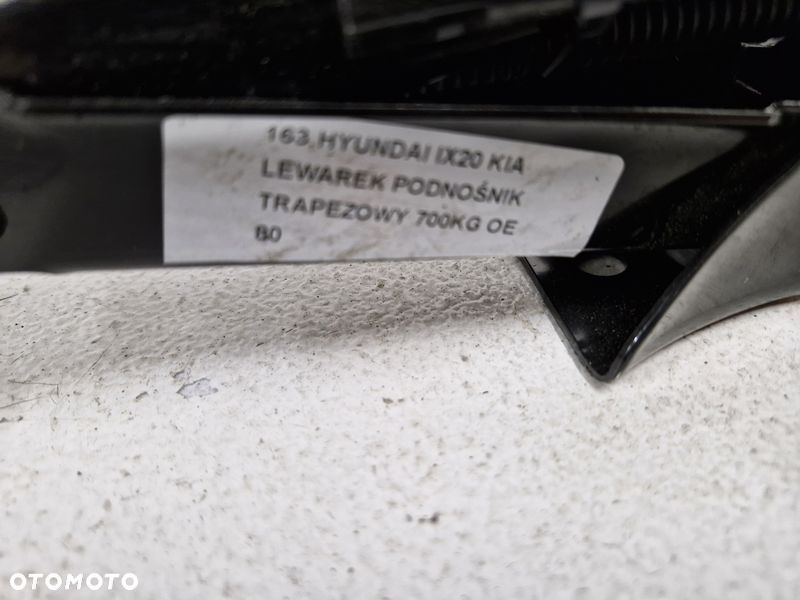 163.HYUNDAI IX20 KIA
LEWAREK PODNOŚNIK
TRAPEZOWY 700KG OE
80
OTOMOTO